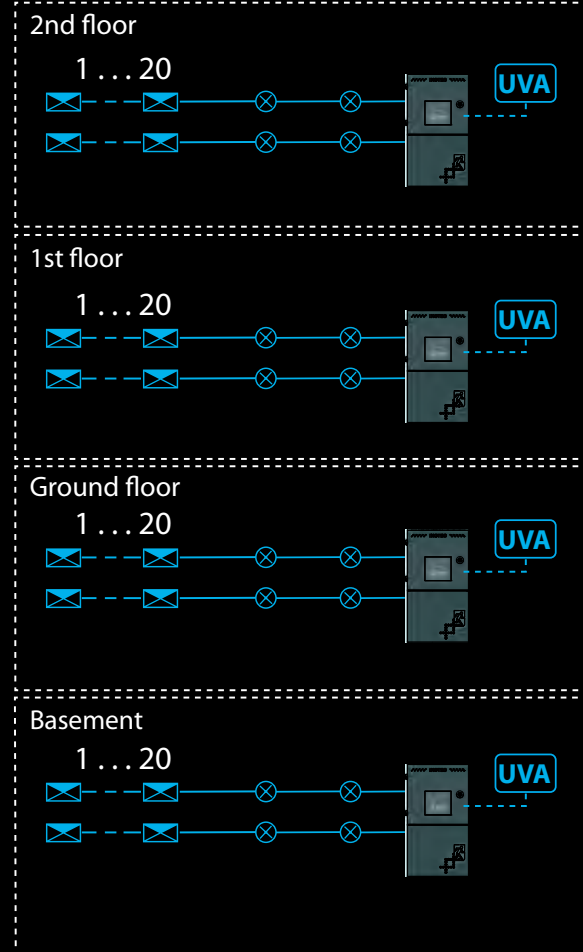 2nd floor
1 . . . 20
UVA
1st floor
1 . . . 20
UVA
Ground floor
1 . . . 20
UVA
Basement
1 . . . 20
UVA